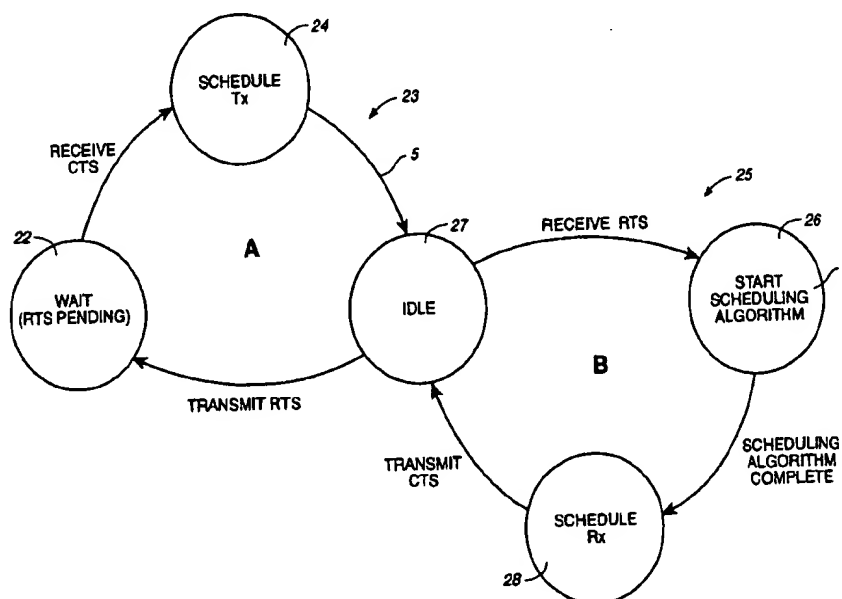 24
SCHEDULE
Tx
23
RECEIVE
CTS
5
25
22
A
27
RECEIVE RTS
26
WAIT
(RTS PENDING)
IDLE
START
SCHEDULING
ALGORITHM
B
TRANSMIT RTS
TRANSMIT
CTS
SCHEDULING
ALGORITHM
COMPLETE
SCHEDULE
Rx
28